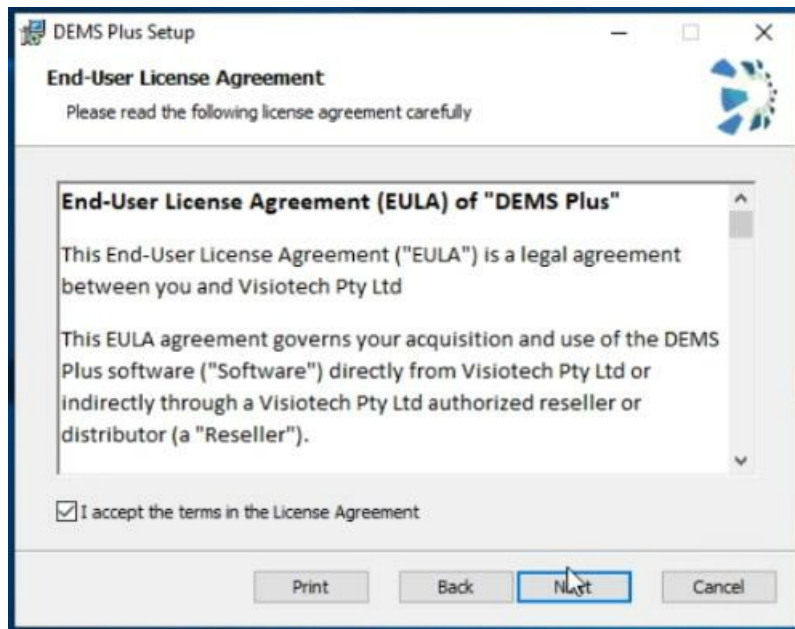 DEMS Plus Setup
End-User License Agreement
Please read the following license agreement carefully
End-User License Agreement (EULA) of "DEMS Plus"
This End-User License Agreement ("EULA") is a legal agreement
between you and Visiotech Pty Ltd
This EULA agreement governs your acquisition and use of the DEMS
Plus software ("Software") directly from Visiotech Pty Ltd or
indirectly through a Visiotech Pty Ltd authorized reseller or
distributor (a "Reseller").
I accept the terms in the License Agreement
Print Back Next Cancel